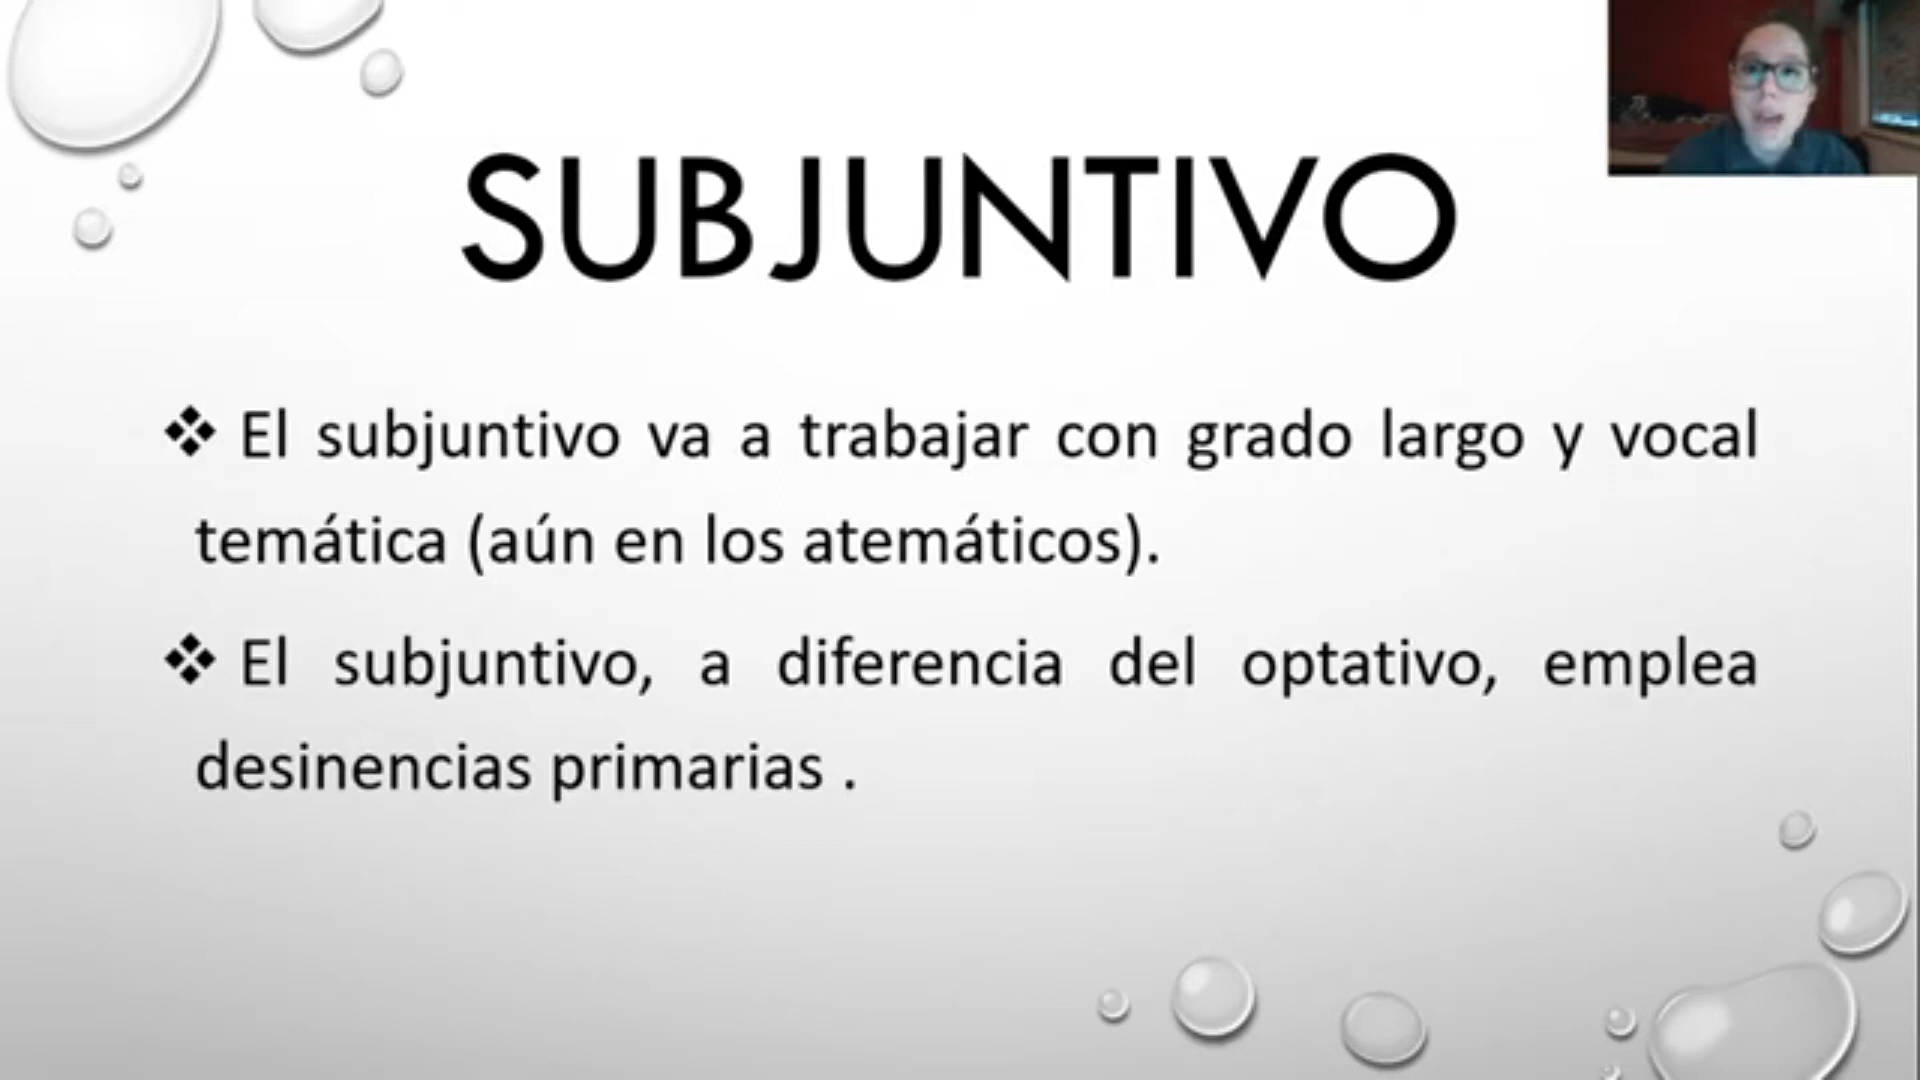 SUBJUNTIVO
❖ El subjuntivo va a trabajar con grado largo y vocal
temática (aún en los atemáticos).
❖ El subjuntivo, a diferencia del optativo, emplea
desinencias primarias .